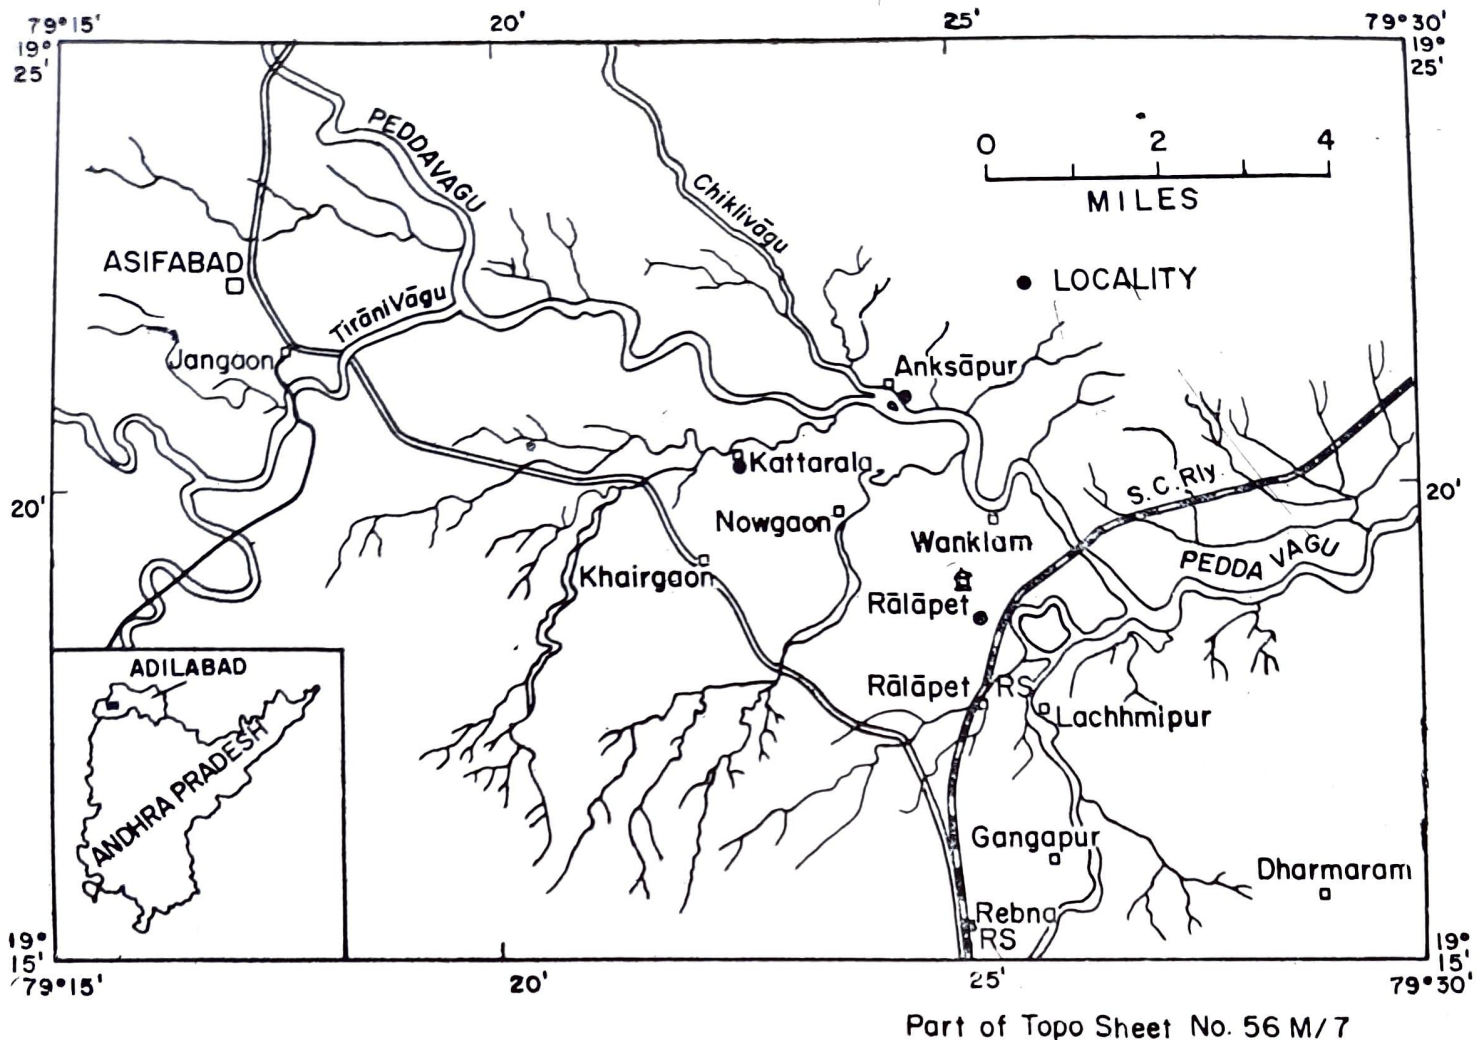 79°15'
20'
25'
79°30'
19°
25'
19°
25'
PEDDAVAGU
0 2 4
MILES
Chiklivāgu
ASIFABAD
LOCALITY
Tirāni Vāgu
Jangaon
Anksāpur
Kattarala
S.C. Rly
20'
20'
Nowgaon
Wanklam
PEDDA VAGU
Khairgaon
Rālāpet
ADILABAD
Rālāpet RS
Lachhmipur
ANDHRA PRADESH
Gangapur
Dharmaram
Rebna
RS
19°
15'
19°
15'
79°15'
20'
25'
79°30'
Part of Topo Sheet No. 56 M/7